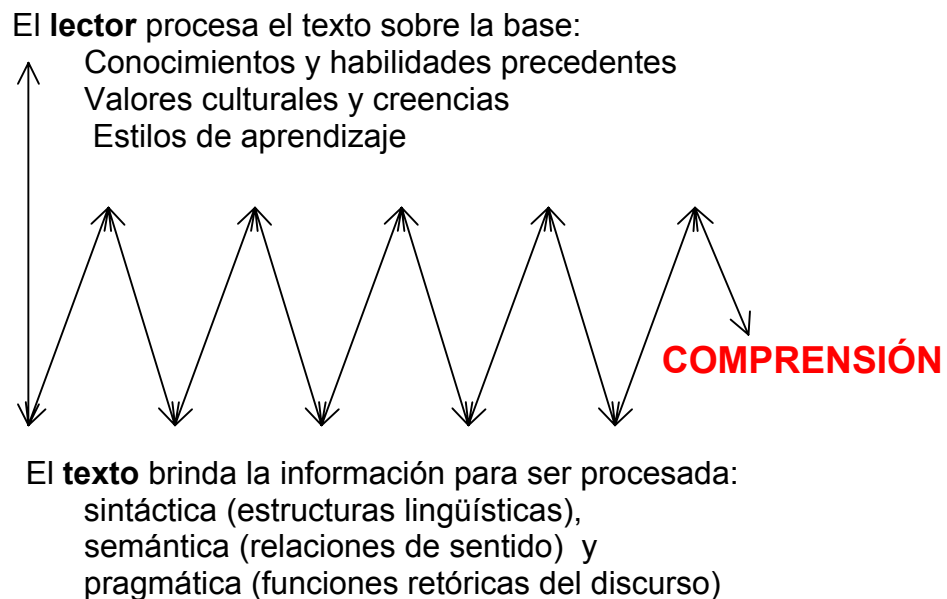 El lector procesa el texto sobre la base:
Conocimientos y habilidades precedentes
Valores culturales y creencias
Estilos de aprendizaje
COMPRENSIÓN
El texto brinda la información para ser procesada:
sintáctica (estructuras lingüísticas),
semántica (relaciones de sentido) y
pragmática (funciones retóricas del discurso)